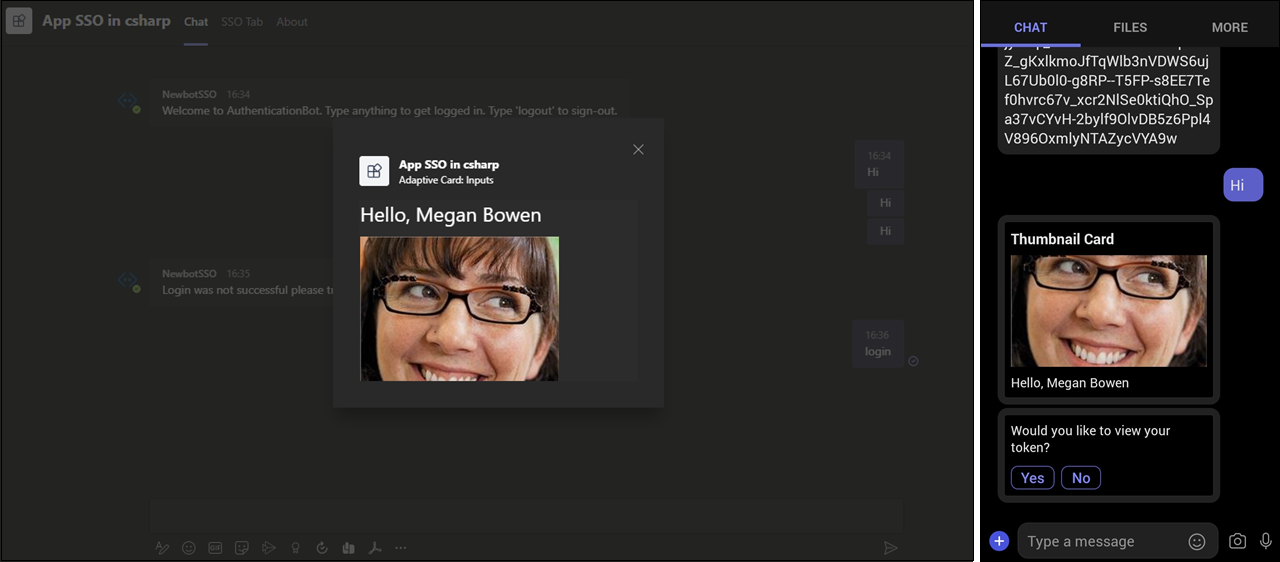 App SSO in csharp Chat SSO Tab About
NewbotSSO 16:34
Welcome to AuthenticationBot. Type anything to get logged in. Type 'logout' to sign-out.
16:34
Hi
Hi
Hi
NewbotSSO 16:35
Login was not successful please
16:36
login
App SSO in csharp
Adaptive Card: Inputs
Hello, Megan Bowen
GIF
CHAT FILES MORE
Z_gKxlkmoJfTqWlb3nVDWS6uj
L67Ub0l0-g8RP--T5FP-s8EE7Te
f0hvrc67v_xcr2NlSe0ktiQhO_Sp
a37vCYvH-2bylf9OlvDB5z6Ppl4
V896OxmlyNTAZycVYA9w
Hi
Thumbnail Card
Hello, Megan Bowen
Would you like to view your
token?
Yes No
Type a message